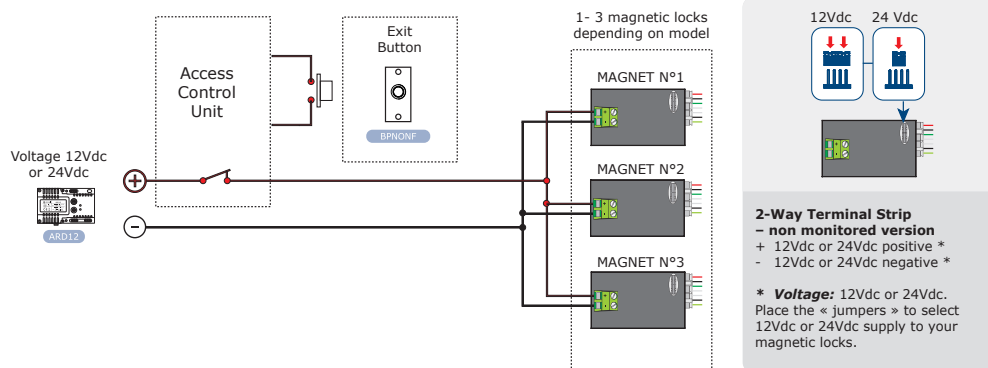 Voltage 12Vdc
or 24Vdc
ARD12
+
-
Access
Control
Unit
Exit
Button
BPNONF
1- 3 magnetic locks
depending on model
MAGNET N°1
MAGNET N°2
MAGNET N°3
12Vdc
24 Vdc
2-Way Terminal Strip
– non monitored version
+ 12Vdc or 24Vdc positive *
- 12Vdc or 24Vdc negative *
* Voltage: 12Vdc or 24Vdc.
Place the « jumpers » to select
12Vdc or 24Vdc supply to your
magnetic locks.